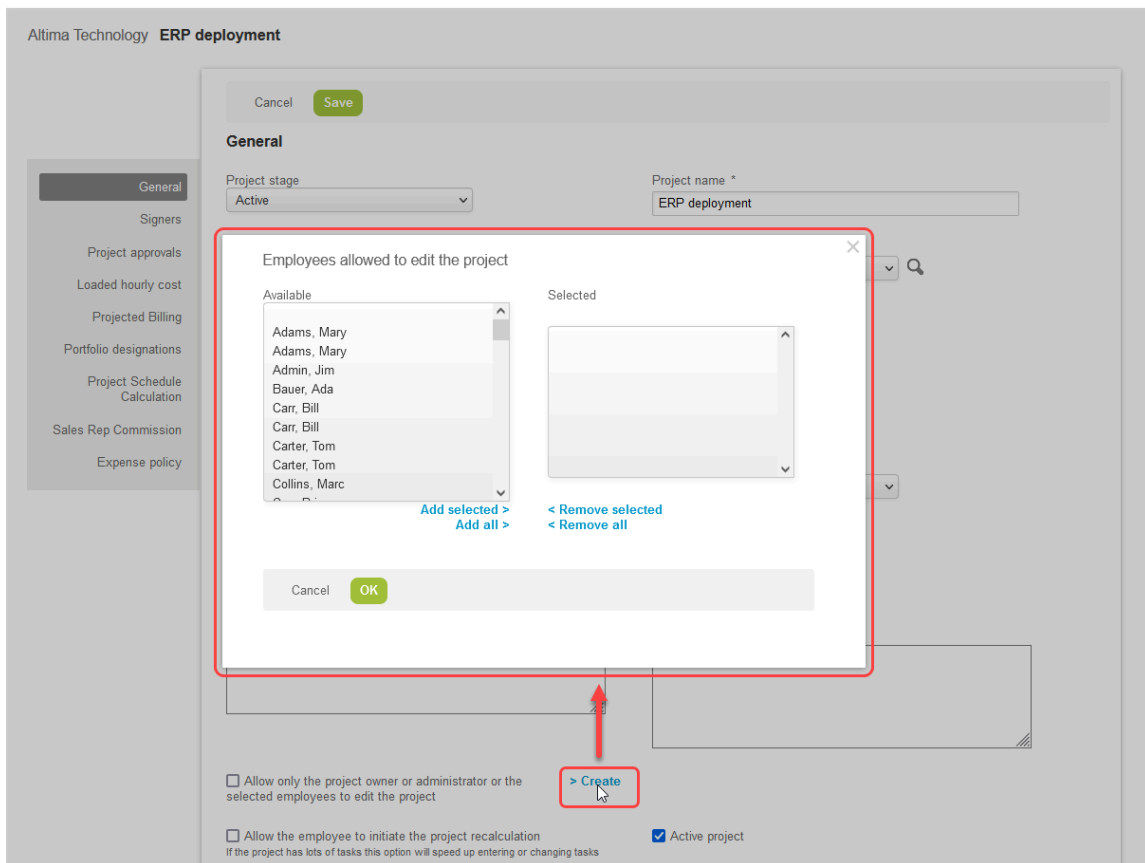 Altima Technology ERP deployment
Cancel Save
General
General
Signers
Project approvals
Loaded hourly cost
Projected Billing
Portfolio designations
Project Schedule
Calculation
Sales Rep Commission
Expense policy
Project stage
Active
Project name *
ERP deployment
Employees allowed to edit the project
Available
Adams, Mary
Adams, Mary
Admin, Jim
Bauer, Ada
Carr, Bill
Carr, Bill
Carter, Tom
Carter, Tom
Collins, Marc
Add selected >
Add all >
Selected
< Remove selected
< Remove all
Cancel OK
Allow only the project owner or administrator or the
selected employees to edit the project
> Create
Allow the employee to initiate the project recalculation
If the project has lots of tasks this option will speed up entering or changing tasks
Active project